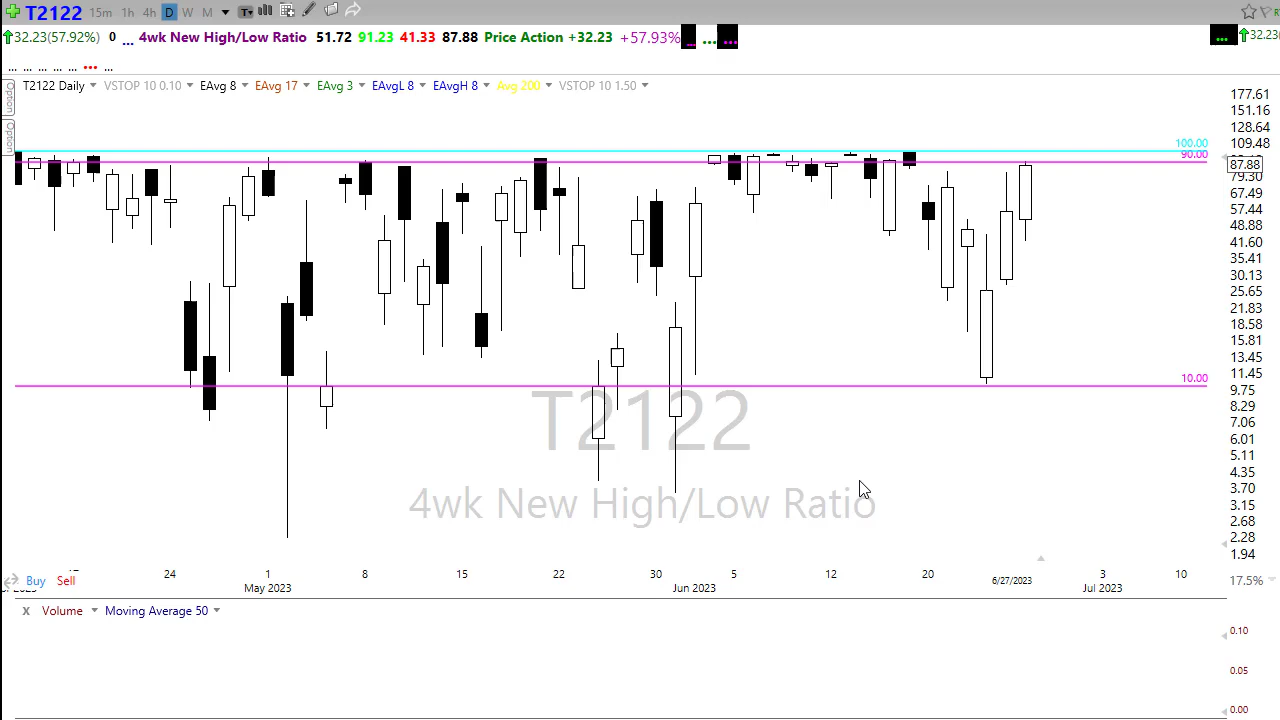 T2122 15m 1h 4h D W M T
32.23(57.92%) 0 ... 4wk New High/Low Ratio 51.72 91.23 41.33 87.88 Price Action +32.23 +57.93% ... ... ... ... 32.23(
... ... ... ... ... ... ...
Option
Option
T2122 Daily VSTOP 10 0.10 EAvg 8 EAvg 17 EAvg 3 EAvgL 8 EAvgH 8 Avg 200 VSTOP 10 1.50
177.61
151.16
128.64
109.48
100.00
90.00
87.88
79.30
67.49
57.44
48.88
41.60
35.41
30.13
25.65
21.83
18.58
15.81
13.45
11.45
10.00
9.75
8.29
7.06
6.01
5.11
4.35
3.70
3.15
2.68
2.28
1.94
T2122
4wk New High/Low Ratio
24 1 8 15 22 30 5 12 20 6/27/2023 3 10
Buy Sell 17.5%
May 2023 Jun 2023 Jul 2023
X Volume Moving Average 50
0.10
0.05
0.00